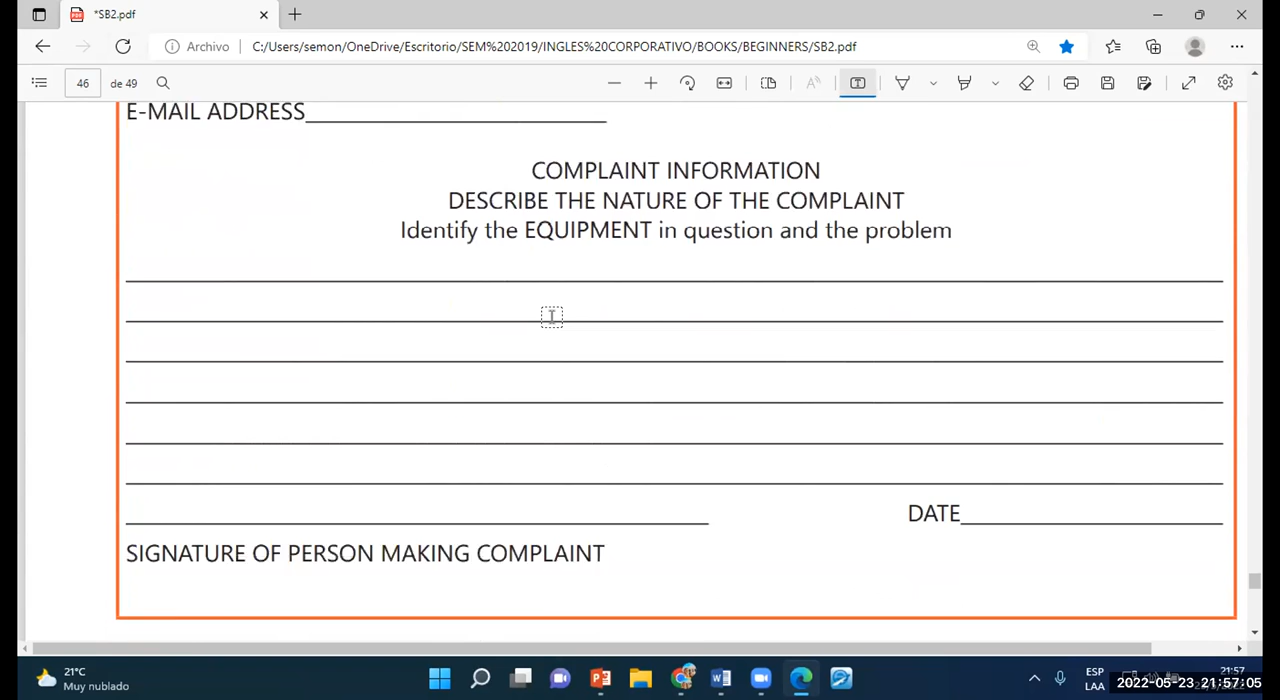 *SB2.pdf
Archivo
C:/Users/semon/OneDrive/Escritorio/SEM%202019/INGLES%20CORPORATIVO/BOOKS/BEGINNERS/SB2.pdf
46 de 49
E-MAIL ADDRESS
COMPLAINT INFORMATION
DESCRIBE THE NATURE OF THE COMPLAINT
Identify the EQUIPMENT in question and the problem
DATE
SIGNATURE OF PERSON MAKING COMPLAINT
21°C
Muy nublado
ESP
LAA
21:57
2022-05-23 21:57:05